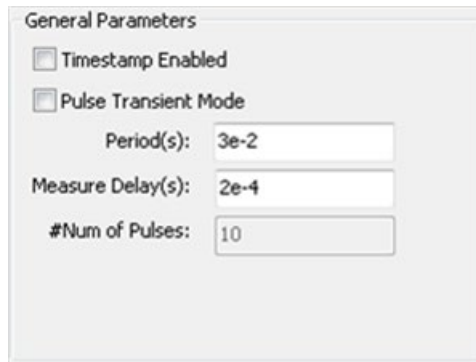 General Parameters
Timestamp Enabled
Pulse Transient Mode
Period(s): 3e-2
Measure Delay(s): 2e-4
#Num of Pulses: 10